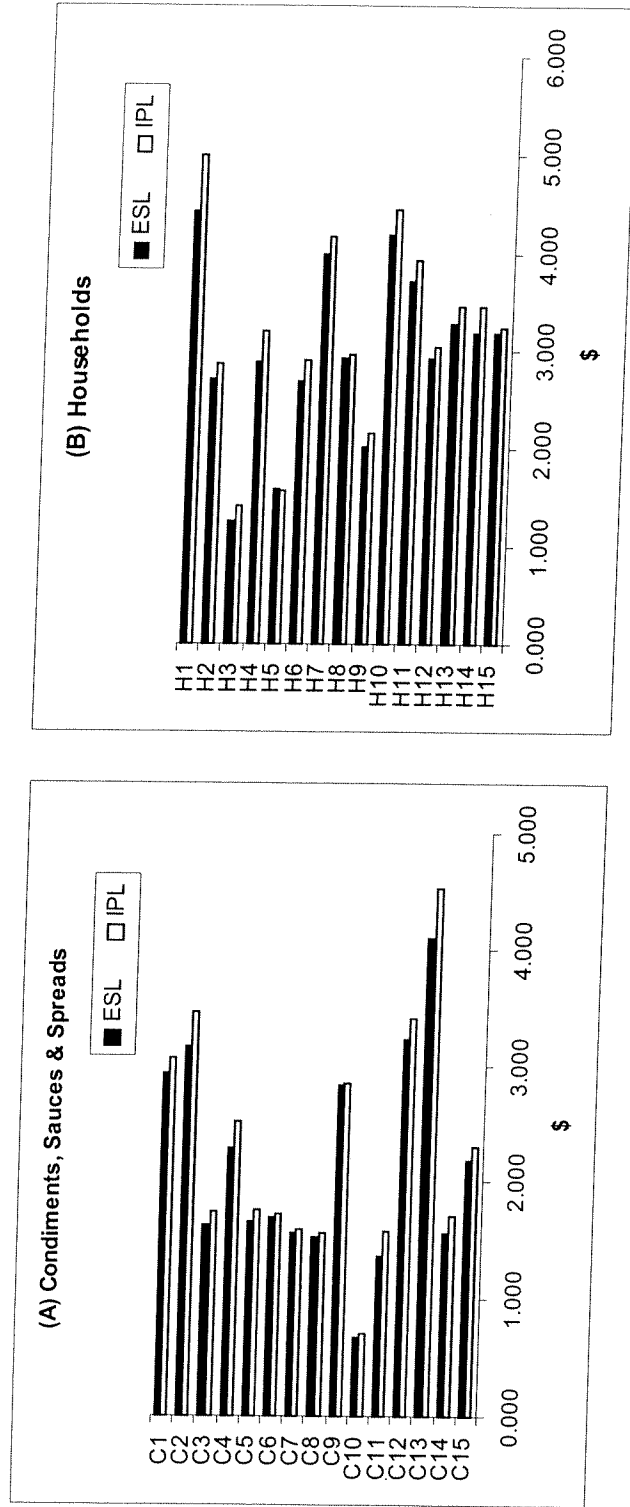 (A) Condiments, Sauces & Spreads
ESL IPL
C1
C2
C3
C4
C5
C6
C7
C8
C9
C10
C11
C12
C13
C14
C15
0.000 1.000 2.000 3.000 4.000 5.000
$
(B) Households
ESL IPL
H1
H2
H3
H4
H5
H6
H7
H8
H9
H10
H11
H12
H13
H14
H15
0.000 1.000 2.000 3.000 4.000 5.000 6.000
$